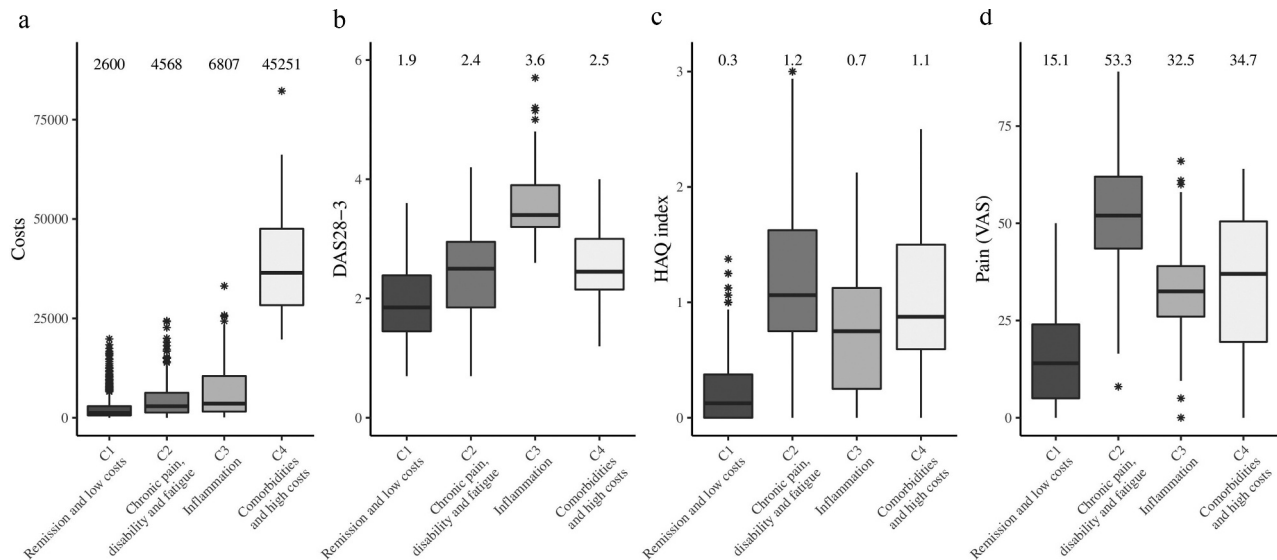 a
2600 4568 6807 45251
75000
50000
25000
0
Costs
C1
Remission and low costs
C2
Chronic pain,
disability and fatigue
C3
Inflammation
C4
Comorbidities
and high costs
b
1.9 2.4 3.6 2.5
6
4
2
0
DAS28−3
C1
Remission and low costs
C2
Chronic pain,
disability and fatigue
C3
Inflammation
C4
Comorbidities
and high costs
c
0.3 1.2 0.7 1.1
3
2
1
0
HAQ index
C1
Remission and low costs
C2
Chronic pain,
disability and fatigue
C3
Inflammation
C4
Comorbidities
and high costs
d
15.1 53.3 32.5 34.7
75
50
25
0
Pain (VAS)
C1
Remission and low costs
C2
Chronic pain,
disability and fatigue
C3
Inflammation
C4
Comorbidities
and high costs